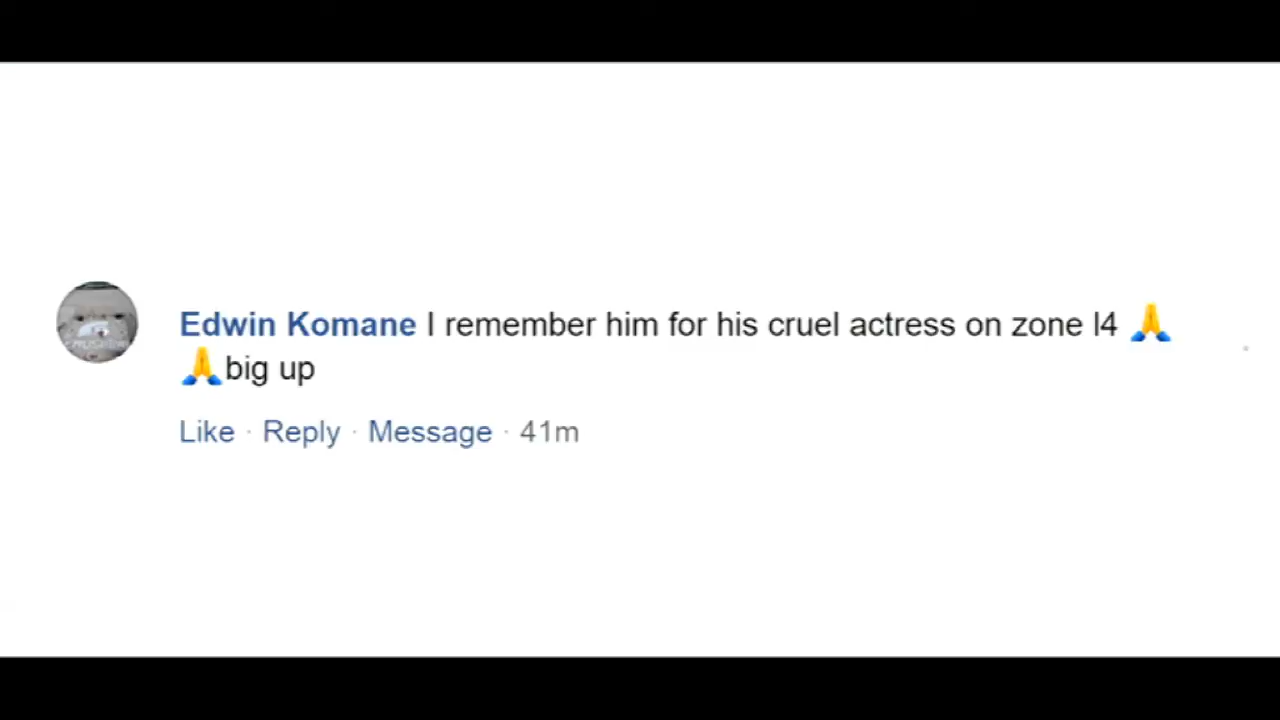 Edwin Komane I remember him for his cruel actress on zone l4 🙏
🙏big up
Like · Reply · Message · 41m